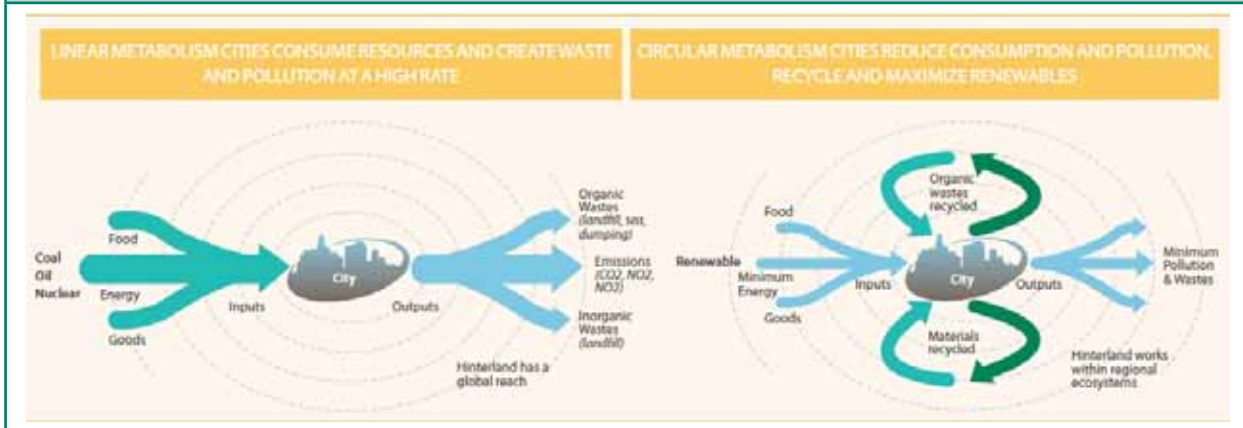 LINEAR METABOLISM CITIES CONSUME RESOURCES AND CREATE WASTE
AND POLLUTION AT A HIGH RATE
Coal
Oil
Nuclear
Food
Energy
Goods
Inputs
City
Outputs
Organic
Wastes
(landfill, sea,
dumping)
Emissions
(CO2, NO2,
NO2)
Inorganic
Wastes
(landfill)
Hinterland has a
global reach
CIRCULAR METABOLISM CITIES REDUCE CONSUMPTION AND POLLUTION,
RECYCLE AND MAXIMIZE RENEWABLES
Renewable
Food
Minimum
Energy
Goods
Inputs
Organic
wastes
recycled
City
Materials
recycled
Outputs
Minimum
Pollution
& Wastes
Hinterland works
within regional
ecosystems